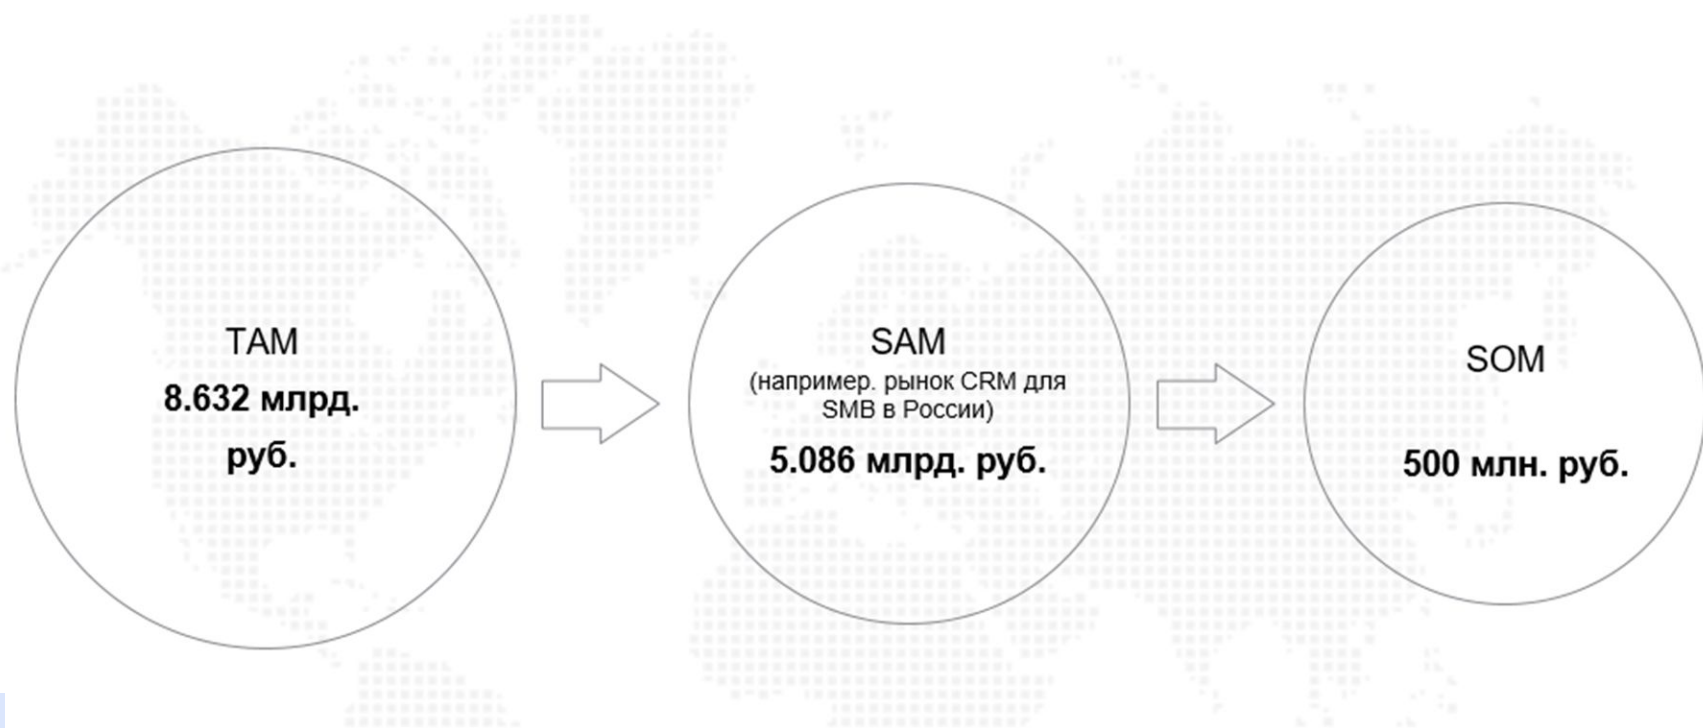 TAM
8.632 млрд.
руб.
SAM
(например. рынок CRM для
SMB в России)
5.086 млрд. руб.
SOM
500 млн. руб.